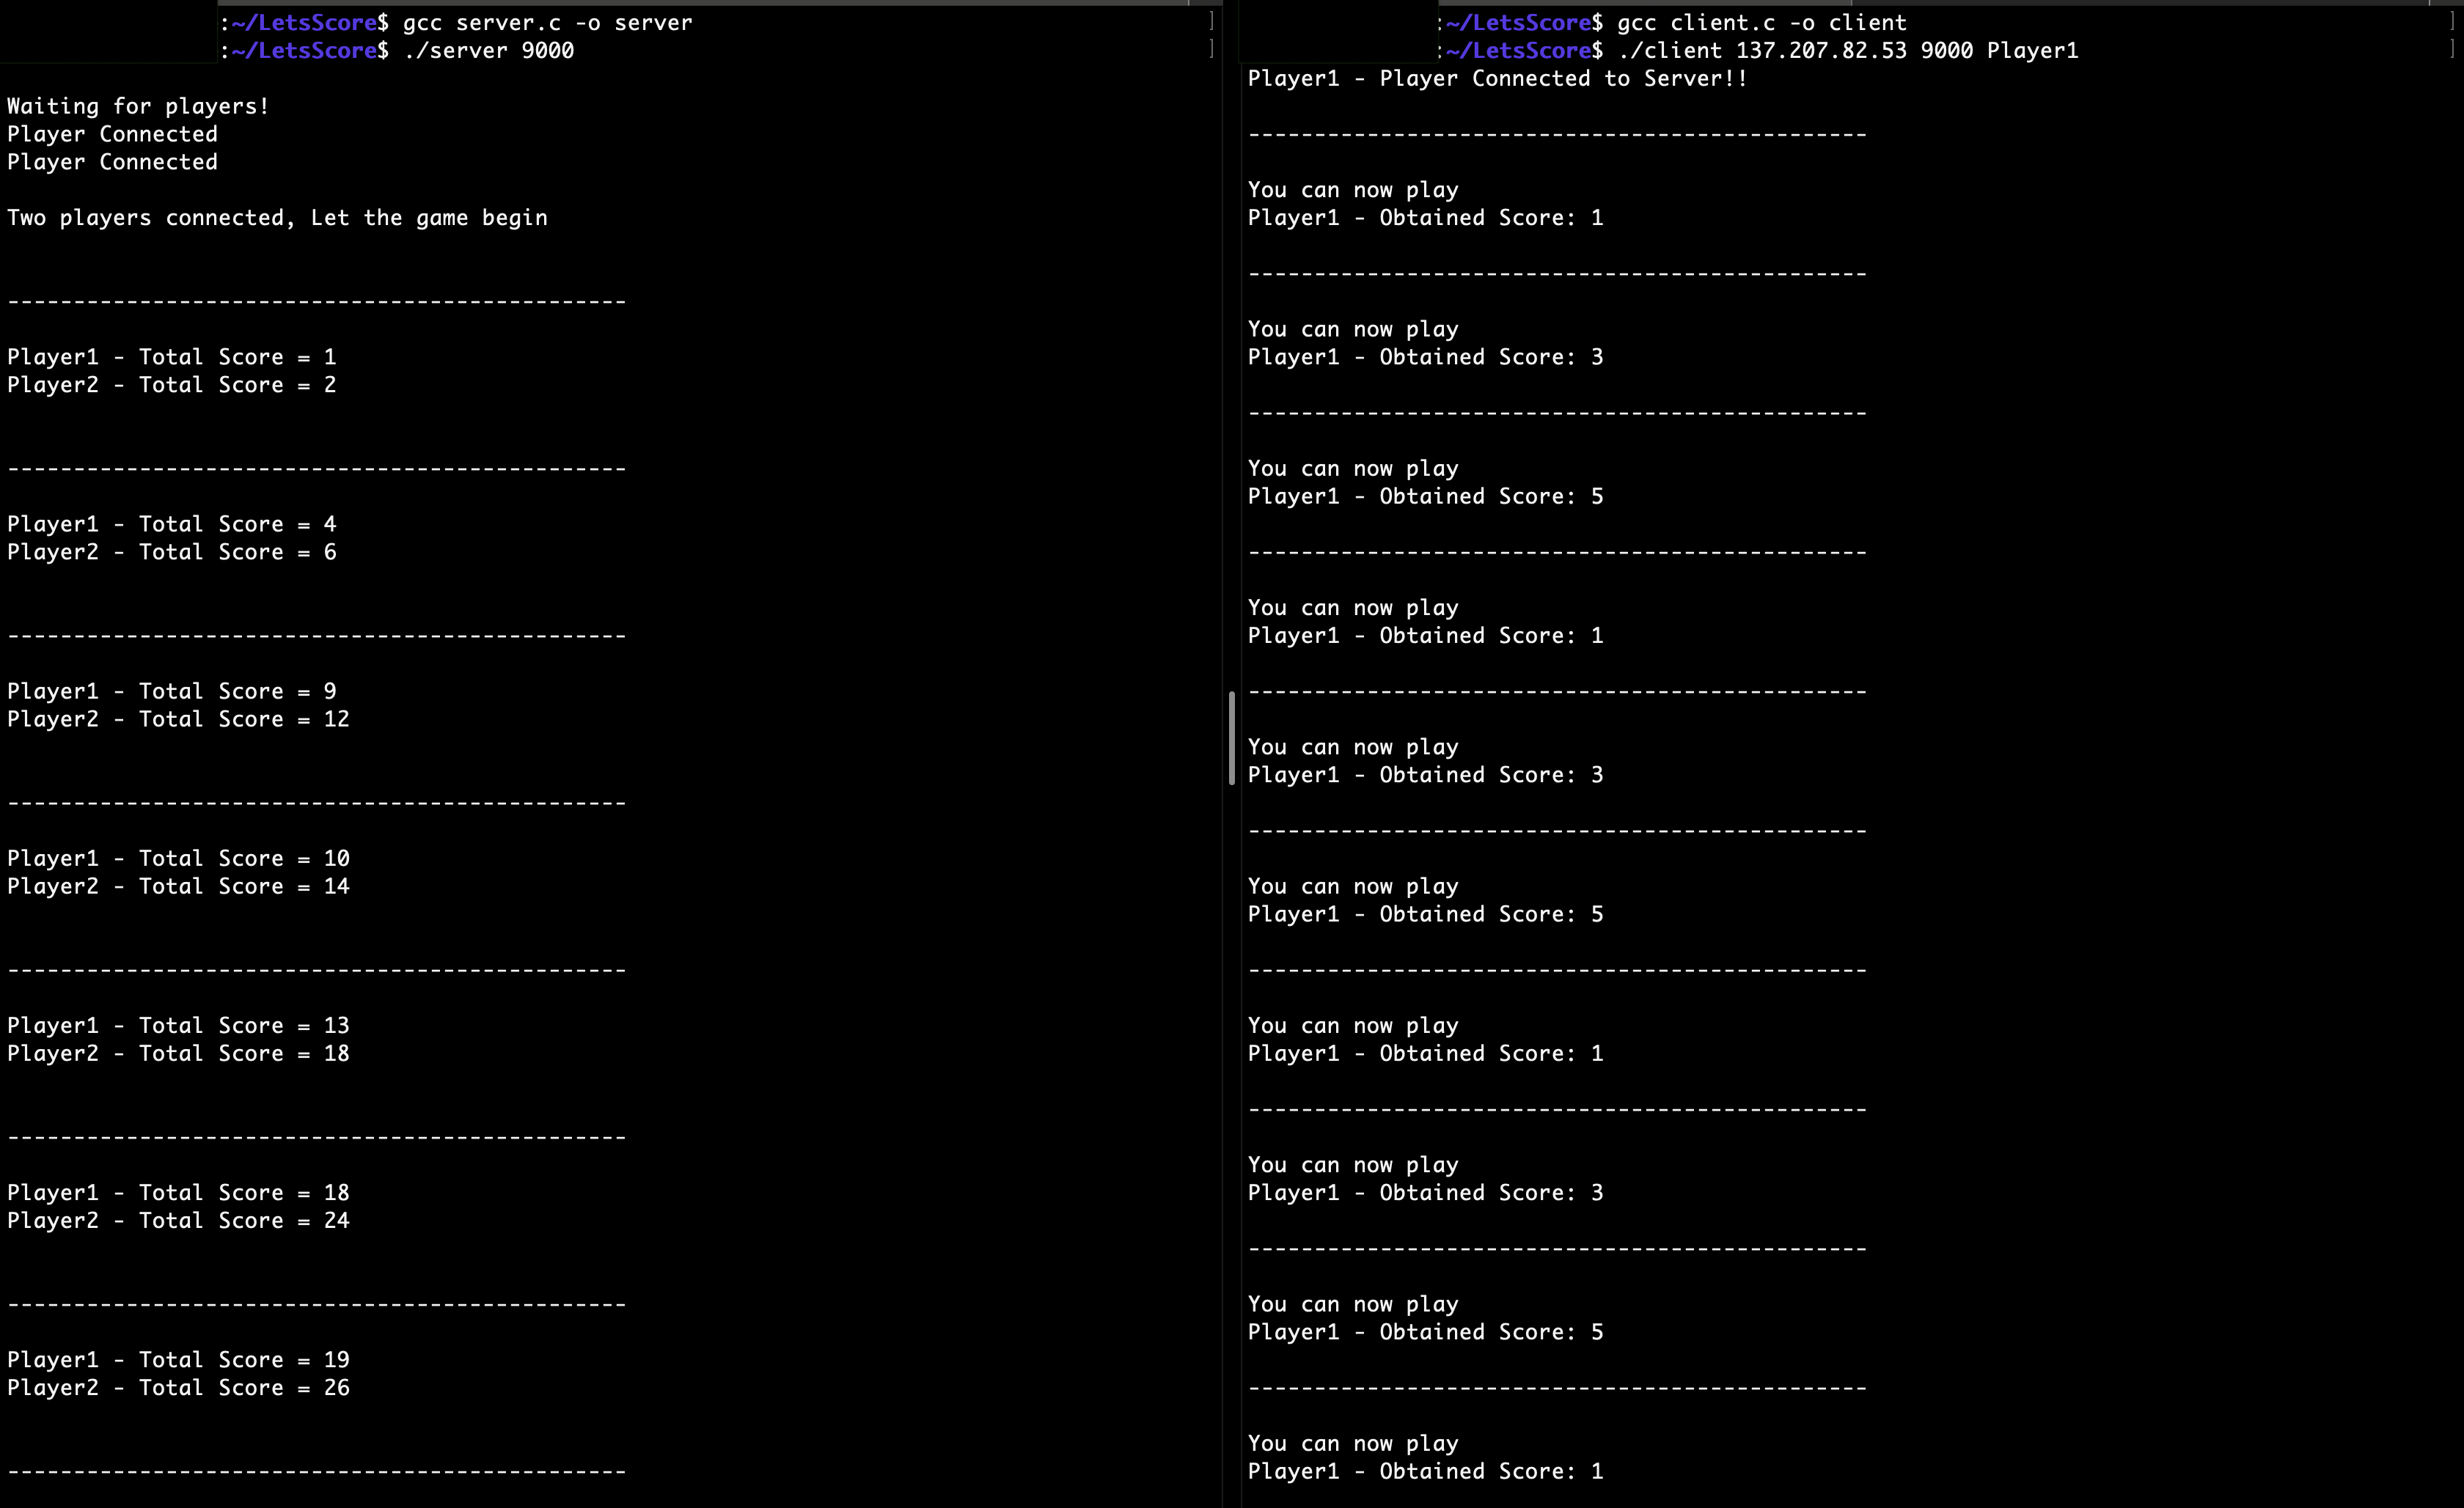 :~/LetsScore$ gcc server.c -o server
:~/LetsScore$ ./server 9000
Waiting for players!
Player Connected
Player Connected
Two players connected, Let the game begin
-----------------------------------------------
Player1 - Total Score = 1
Player2 - Total Score = 2
-----------------------------------------------
Player1 - Total Score = 4
Player2 - Total Score = 6
-----------------------------------------------
Player1 - Total Score = 9
Player2 - Total Score = 12
-----------------------------------------------
Player1 - Total Score = 10
Player2 - Total Score = 14
-----------------------------------------------
Player1 - Total Score = 13
Player2 - Total Score = 18
-----------------------------------------------
Player1 - Total Score = 18
Player2 - Total Score = 24
-----------------------------------------------
Player1 - Total Score = 19
Player2 - Total Score = 26
-----------------------------------------------
:~/LetsScore$ gcc client.c -o client
:~/LetsScore$ ./client 137.207.82.53 9000 Player1
Player1 - Player Connected to Server!!
-----------------------------------------------
You can now play
Player1 - Obtained Score: 1
-----------------------------------------------
You can now play
Player1 - Obtained Score: 3
-----------------------------------------------
You can now play
Player1 - Obtained Score: 5
-----------------------------------------------
You can now play
Player1 - Obtained Score: 1
-----------------------------------------------
You can now play
Player1 - Obtained Score: 3
-----------------------------------------------
You can now play
Player1 - Obtained Score: 5
-----------------------------------------------
You can now play
Player1 - Obtained Score: 1
-----------------------------------------------
You can now play
Player1 - Obtained Score: 3
-----------------------------------------------
You can now play
Player1 - Obtained Score: 5
-----------------------------------------------
You can now play
Player1 - Obtained Score: 1